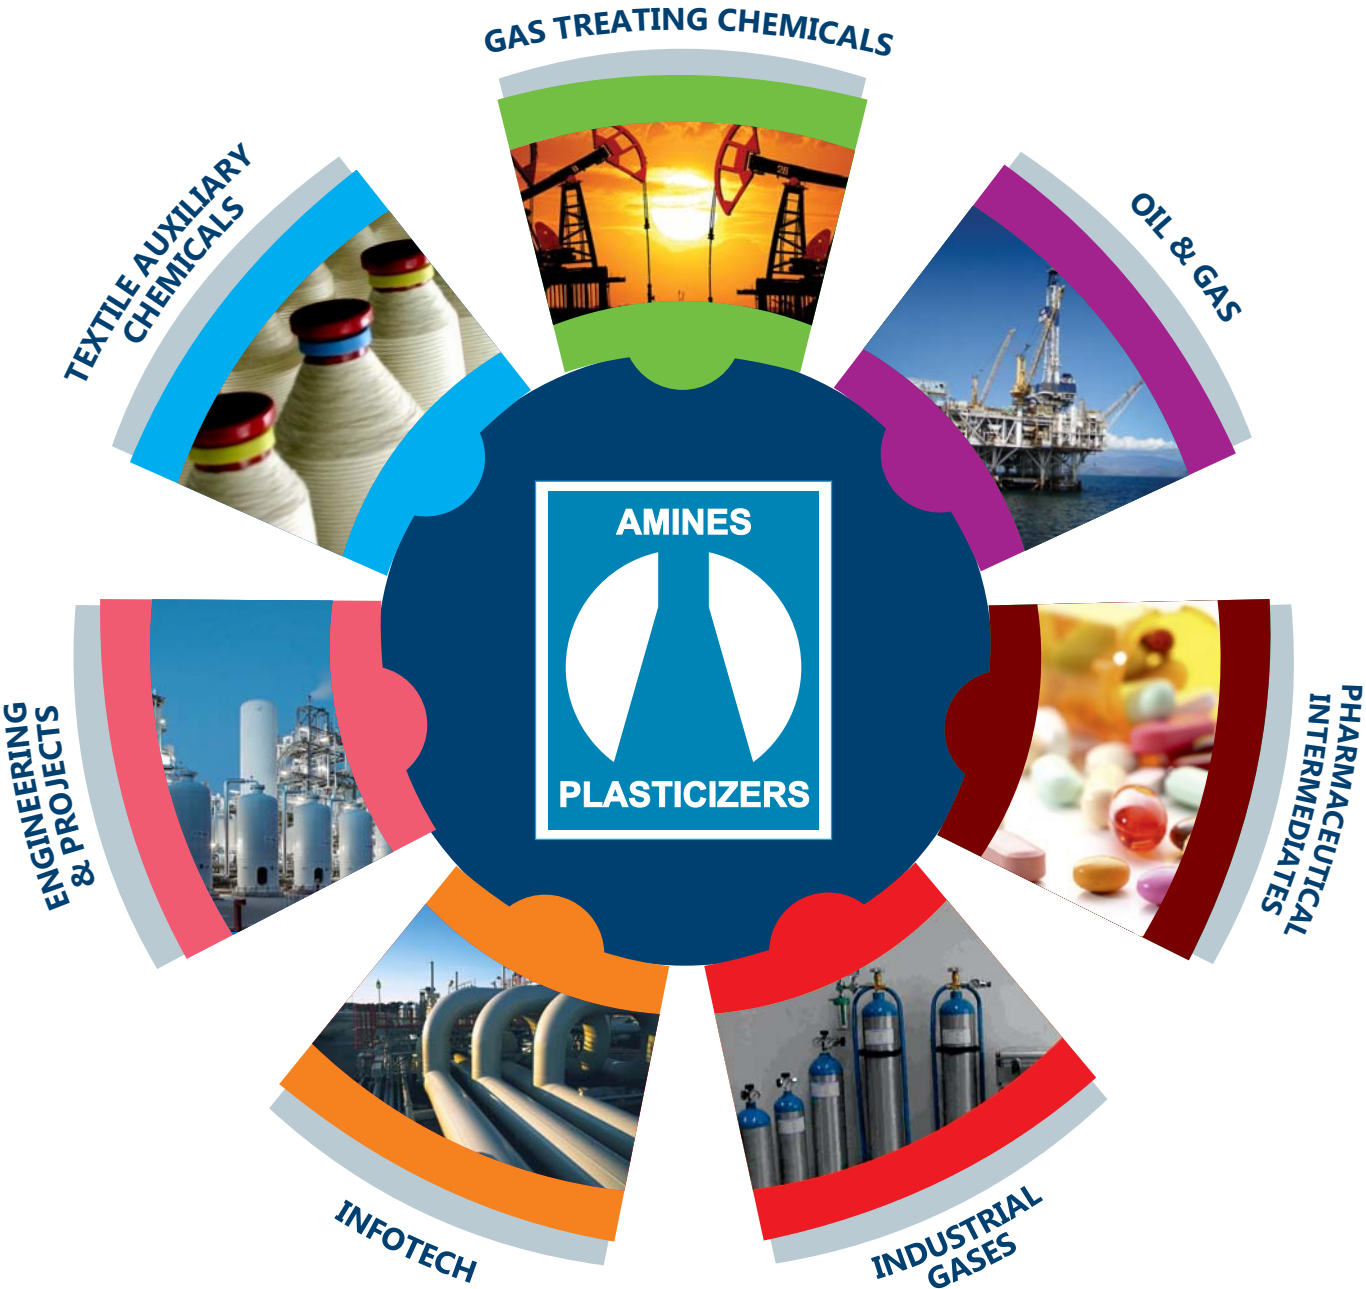 GAS TREATING CHEMICALS
OIL & GAS
PHARMACEUTICAL
INTERMEDIATES
INDUSTRIAL
GASES
INFOTECH
ENGINEERING
& PROJECTS
TEXTILE AUXILIARY
CHEMICALS
AMINES
PLASTICIZERS